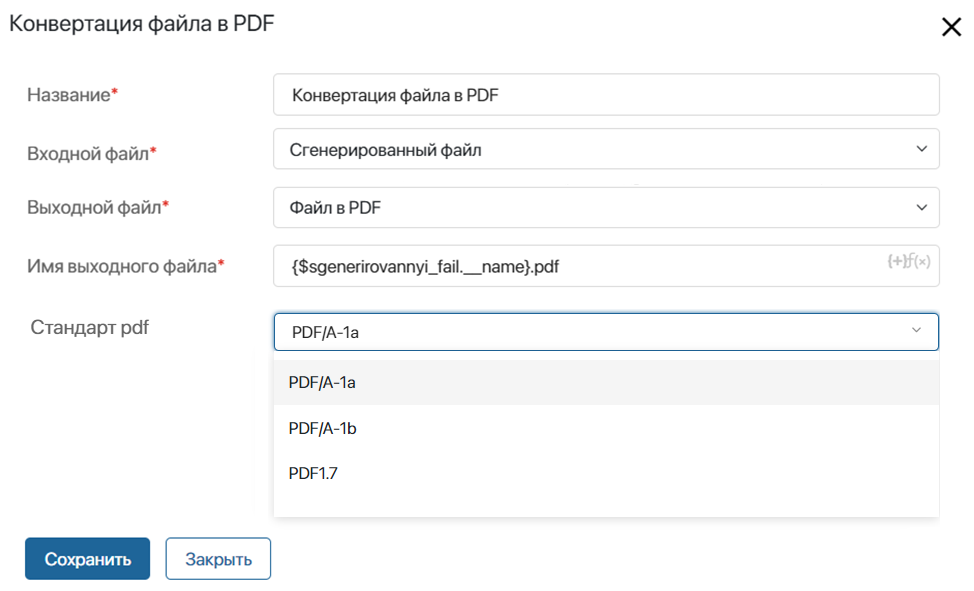 Конвертация файла в PDF
Название*
Конвертация файла в PDF
Входной файл*
Сгенерированный файл
Выходной файл*
Файл в PDF
Имя выходного файла*
{$sgenerirovannyi_fail.__name}.pdf
{+}f(x)
Стандарт pdf
PDF/A-1a
PDF/A-1a
PDF/A-1b
PDF1.7
Сохранить
Закрыть